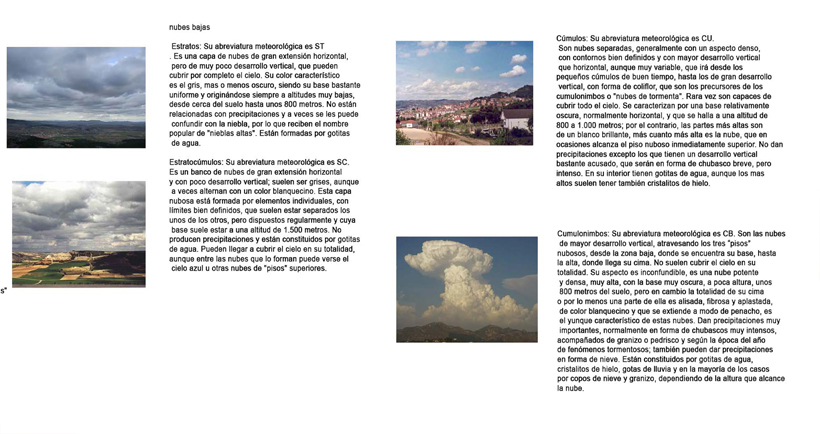 nubes bajas
Estratos: Su abreviatura meteorológica es ST
. Es una capa de nubes de gran extensión horizontal,
pero de muy poco desarrollo vertical, que pueden
cubrir por completo el cielo. Su color característico
es el gris, mas o menos oscuro, siendo su base bastante
uniforme y originándose siempre a altitudes muy bajas,
desde cerca del suelo hasta unos 800 metros. No están
relacionadas con precipitaciones y a veces se les puede
confundir con la niebla, por lo que reciben el nombre
popular de "nieblas altas". Están formadas por gotitas
de agua.
Estratocúmulos: Su abreviatura meteorológica es SC.
Es un banco de nubes de gran extensión horizontal
y con poco desarrollo vertical; suelen ser grises, aunque
a veces alternan con un color blanquecino. Esta capa
nubosa está formada por elementos individuales, con
límites bien definidos, que suelen estar separados los
unos de los otros, pero dispuestos regularmente y cuya
base suele estar a una altitud de 1.500 metros. No
producen precipitaciones y están constituidos por gotitas
de agua. Pueden llegar a cubrir el cielo en su totalidad,
aunque entre las nubes que lo forman puede verse el
cielo azul u otras nubes de "pisos" superiores.
s"
Cúmulos: Su abreviatura meteorológica es CU.
Son nubes separadas, generalmente con un aspecto denso,
con contornos bien definidos y con mayor desarrollo vertical
que horizontal, aunque muy variable, que irá desde los
pequeños cúmulos de buen tiempo, hasta los de gran desarrollo
vertical, con forma de coliflor, que son los precursores de los
cumulonimbos o "nubes de tormenta". Rara vez son capaces de
cubrir todo el cielo. Se caracterizan por una base relativamente
oscura, normalmente horizontal, y que se halla a una altitud de
800 a 1.000 metros; por el contrario, las partes más altas son
de un blanco brillante, más cuanto más alta es la nube, que en
ocasiones alcanza el piso nuboso inmediatamente superior. No dan
precipitaciones excepto los que tienen un desarrollo vertical
bastante acusado, que serán en forma de chubasco breve, pero
intenso. En su interior tienen gotitas de agua, aunque los mas
altos suelen tener también cristalitos de hielo.
Cumulonimbos: Su abreviatura meteorológica es CB. Son las nubes
de mayor desarrollo vertical, atravesando los tres "pisos"
nubosos, desde la zona baja, donde se encuentra su base, hasta
la alta, donde llega su cima. No suelen cubrir el cielo en su
totalidad. Su aspecto es inconfundible, es una nube potente
y densa, muy alta, con la base muy oscura, a poca altura, unos
800 metros del suelo, pero en cambio la totalidad de su cima
o por lo menos una parte de ella es alisada, fibrosa y aplastada,
de color blanquecino y que se extiende a modo de penacho, es
el yunque característico de estas nubes. Dan precipitaciones muy
importantes, normalmente en forma de chubascos muy intensos,
acompañados de granizo o pedrisco y según la época del año
de fenómenos tormentosos; también pueden dar precipitaciones
en forma de nieve. Están constituidos por gotitas de agua,
cristalitos de hielo, gotas de lluvia y en la mayoría de los casos
por copos de nieve y granizo, dependiendo de la altura que alcance
la nube.